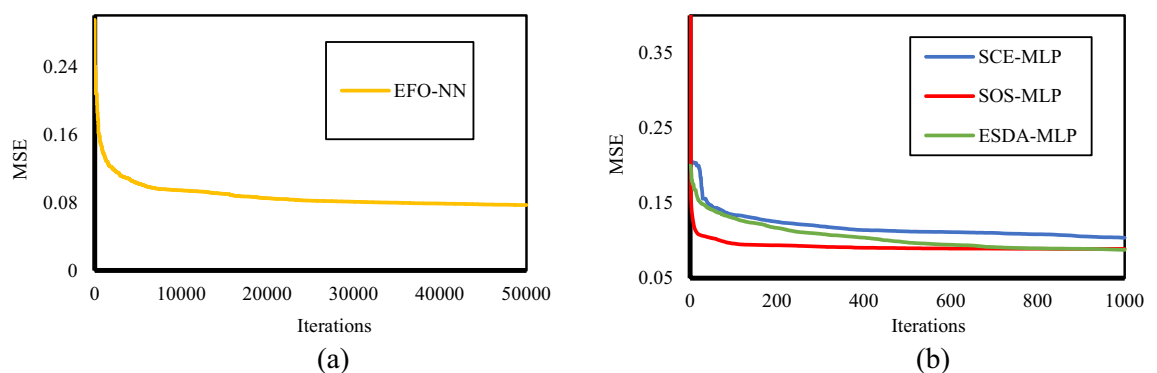 0.24
0.16
0.08
0
MSE
EFO-NN
0 10000 20000 30000 40000 50000
Iterations
(a)
0.35
0.25
0.15
0.05
MSE
SCE-MLP
SOS-MLP
ESDA-MLP
0 200 400 600 800 1000
Iterations
(b)